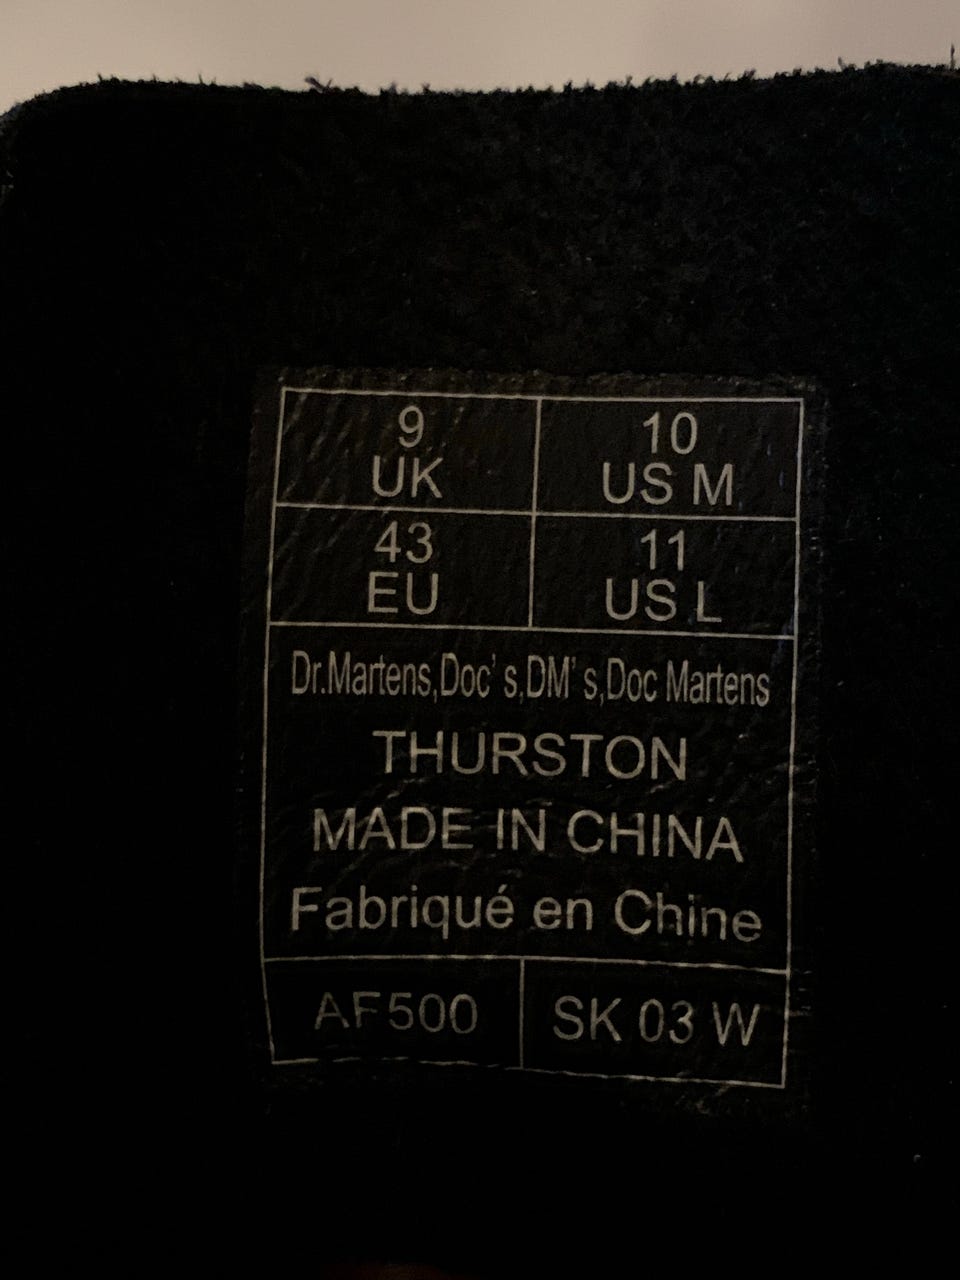 9
UK
10
US M
43
EU
11
US L
Dr.Martens,Doc' s,DM' s,Doc Martens
THURSTON
MADE IN CHINA
Fabriqué en Chine
AF500
SK 03 W